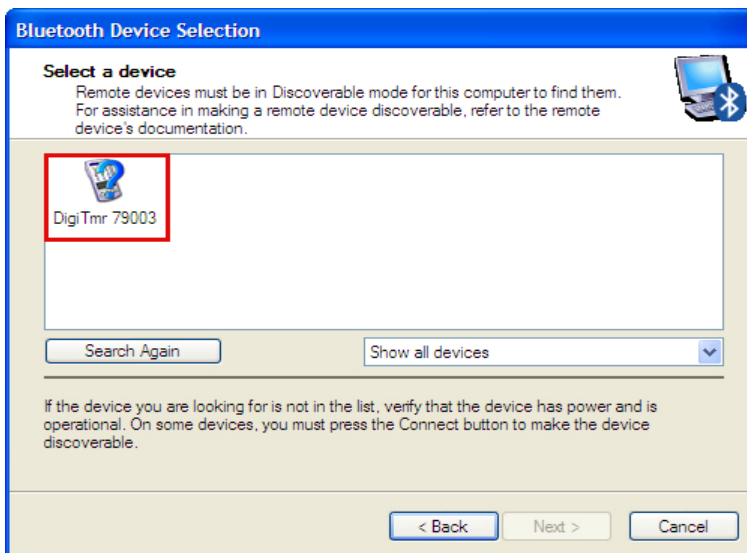 Bluetooth Device Selection
Select a device
Remote devices must be in Discoverable mode for this computer to find them.
For assistance in making a remote device discoverable, refer to the remote
device's documentation.
DigiTmr 79003
Search Again
Show all devices
If the device you are looking for is not in the list, verify that the device has power and is
operational. On some devices, you must press the Connect button to make the device
discoverable.
< Back
Next >
Cancel